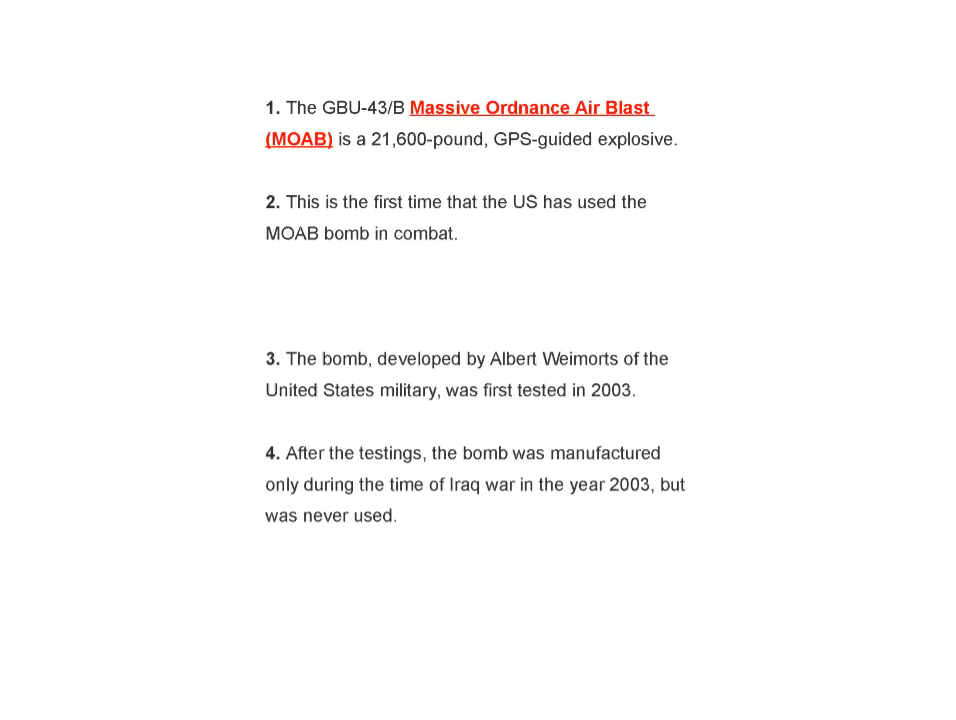 1. The GBU-43/B Massive Ordnance Air Blast
(MOAB) is a 21,600-pound, GPS-guided explosive.
2. This is the first time that the US has used the
MOAB bomb in combat.
3. The bomb, developed by Albert Weimorts of the
United States military, was first tested in 2003.
4. After the testings, the bomb was manufactured
only during the time of Iraq war in the year 2003, but
was never used.